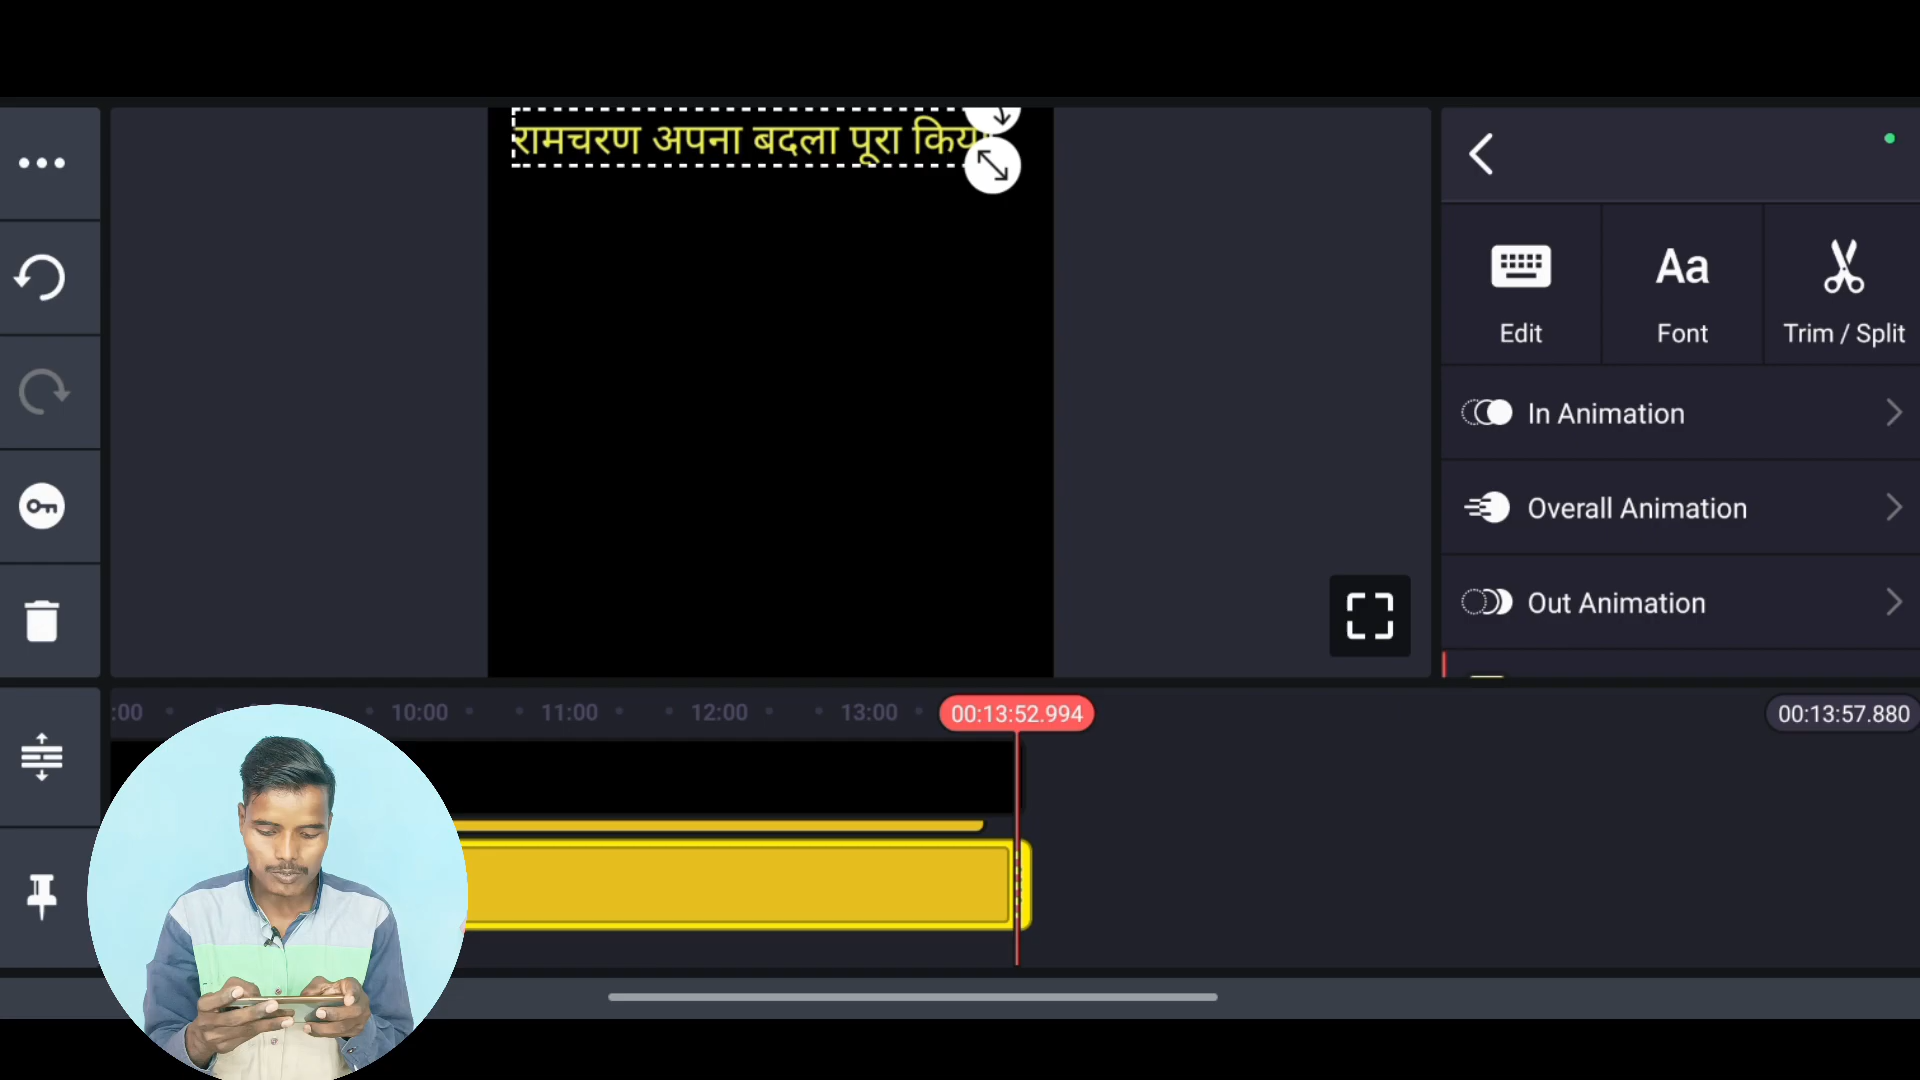 रामचरण अपना बदला पूरा किया
Edit
Font
Trim / Split
In Animation
Overall Animation
Out Animation
:00
10:00
11:00
12:00
13:00
00:13:52.994
00:13:57.880